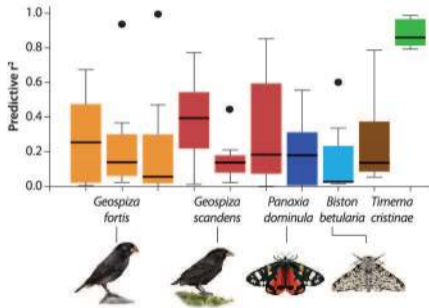 Predictive r²
1.0
0.8
0.6
0.4
0.2
0.0
Geospiza fortis
Geospiza scandens
Panaxia dominula
Biston betularia
Timema cristinae